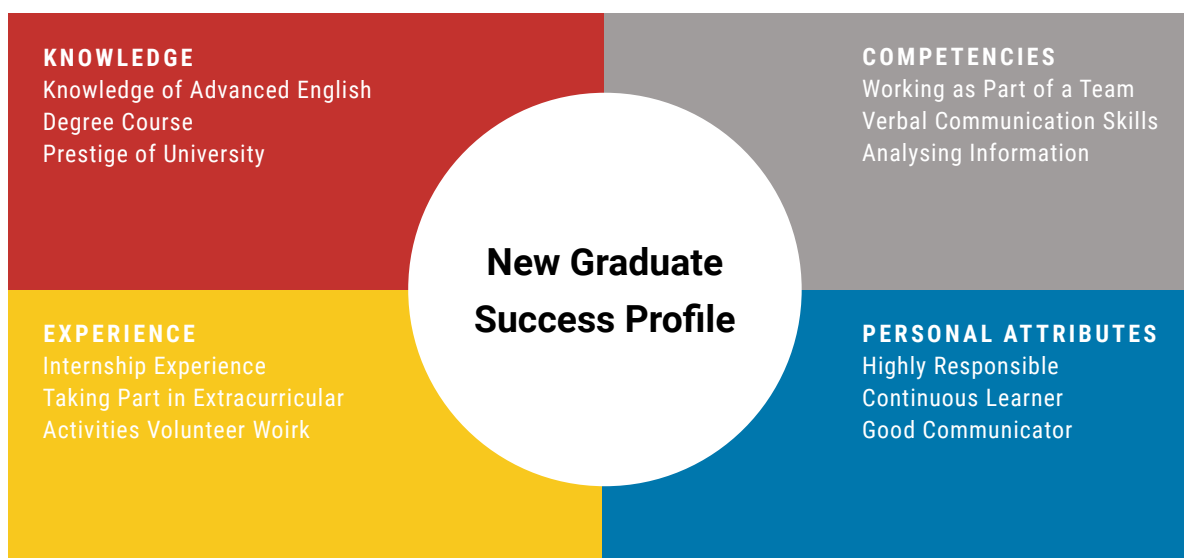 KNOWLEDGE
Knowledge of Advanced English
Degree Course
Prestige of University
COMPETENCIES
Working as Part of a Team
Verbal Communication Skills
Analysing Information
New Graduate
Success Profile
EXPERIENCE
Internship Experience
Taking Part in Extracurricular
Activities Volunteer Woirk
PERSONAL ATTRIBUTES
Highly Responsible
Continuous Learner
Good Communicator